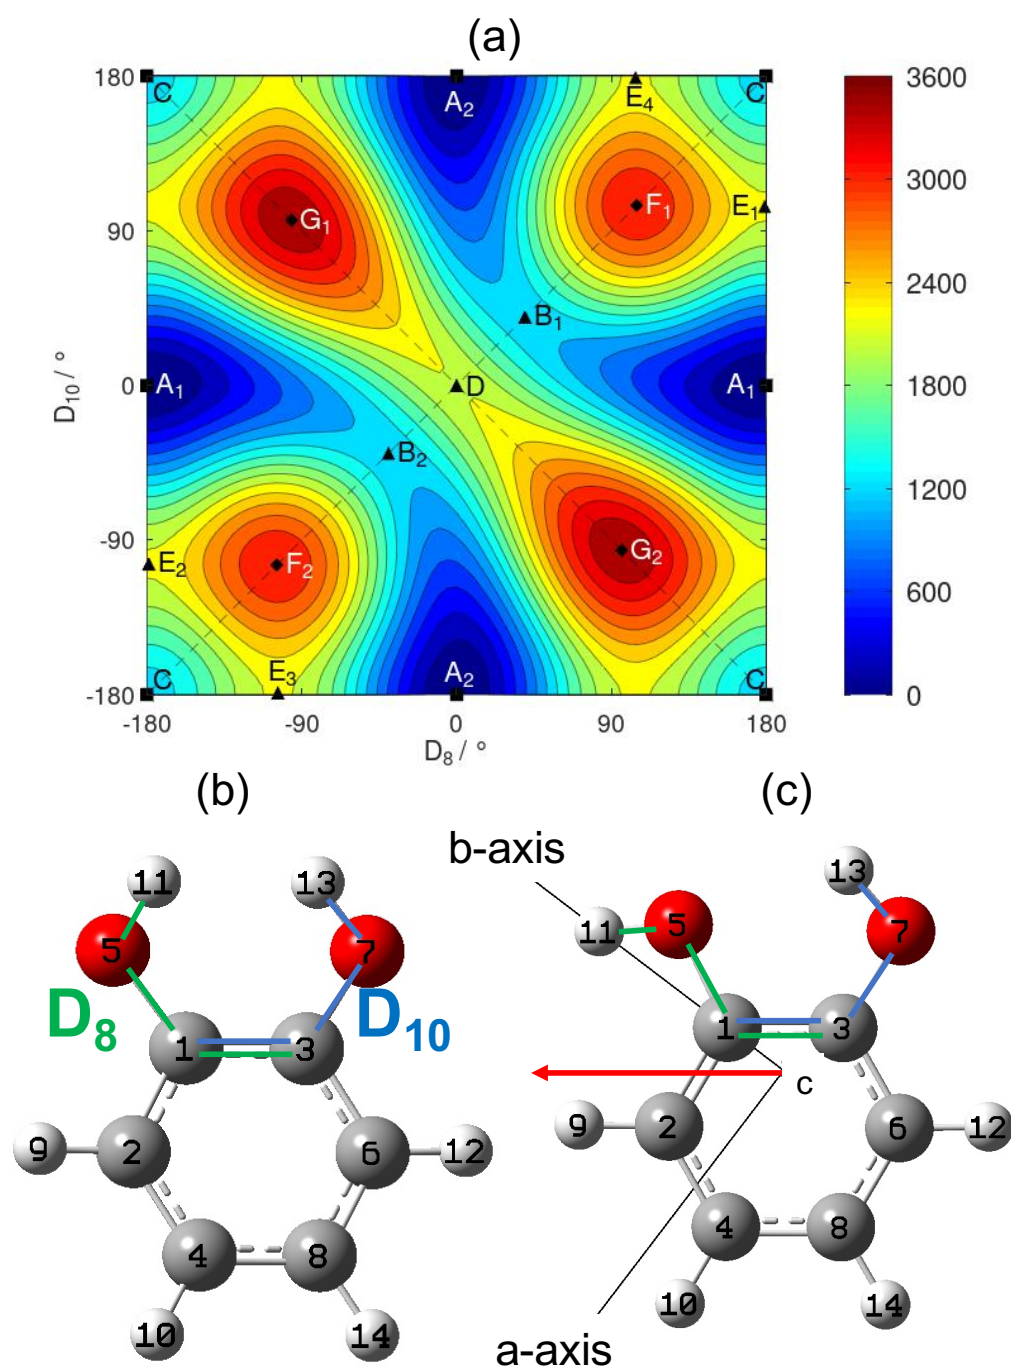 (a)
180
90
0
-90
-180
D10 / °
-180
-90
0
90
180
D8 / °
C
A2
E4
C
G1
F1
E1
B1
A1
D
A1
B2
E2
F2
G2
E3
C
A2
C
3600
3000
2400
1800
1200
600
0
(b)
(c)
b-axis
11
13
5
7
D8
D10
1
3
9
2
6
12
4
8
10
14
13
11
5
7
1
3
c
9
2
6
12
4
8
10
14
a-axis